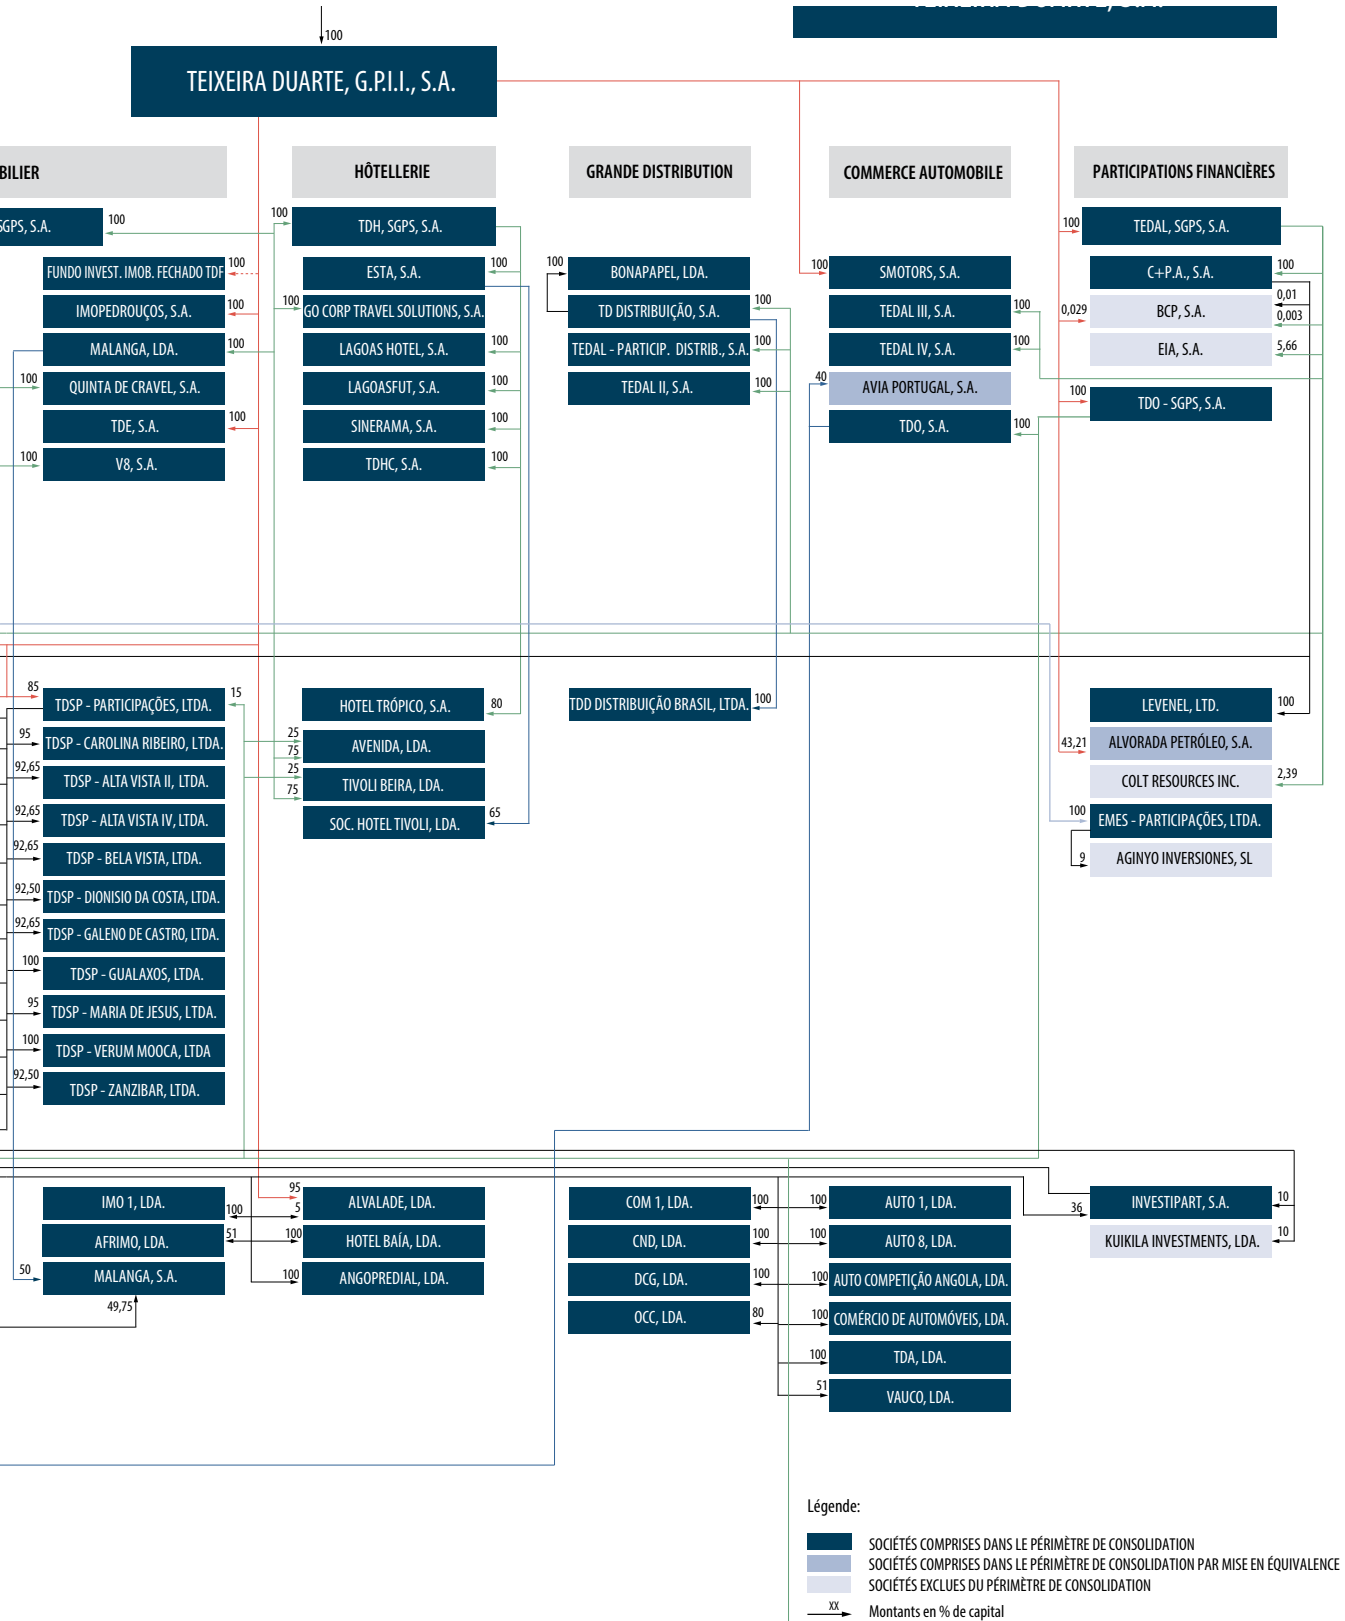 100
TEIXEIRA DUARTE, G.P.I.I., S.A.
BILIER
SGPS, S.A.
100
FUNDO INVEST. IMOB. FECHADO TDF
100
IMOPEDROUÇOS, S.A.
100
MALANGA, LDA.
100
100
QUINTA DE CRAVEL, S.A.
TDE, S.A.
100
100
V8, S.A.
HÔTELLERIE
100
TDH, SGPS, S.A.
ESTA, S.A.
100
100
GO CORP TRAVEL SOLUTIONS, S.A.
LAGOAS HOTEL, S.A.
100
LAGOASFUT, S.A.
100
SINERAMA, S.A.
100
TDHC, S.A.
100
GRANDE DISTRIBUTION
100
BONAPAPEL, LDA.
TD DISTRIBUIÇÃO, S.A.
100
TEDAL - PARTICIP. DISTRIB., S.A.
100
TEDAL II, S.A.
100
COMMERCE AUTOMOBILE
100
SMOTORS, S.A.
TEDAL III, S.A.
100
TEDAL IV, S.A.
100
40
AVIA PORTUGAL, S.A.
TDO, S.A.
100
PARTICIPATIONS FINANCIÈRES
100
TEDAL, SGPS, S.A.
C+P.A., S.A.
100
0,029
BCP, S.A.
0,01
0,003
EIA, S.A.
5,66
100
TDO - SGPS, S.A.
85
TDSP - PARTICIPAÇÕES, LTDA.
15
95
TDSP - CAROLINA RIBEIRO, LTDA.
92,65
TDSP - ALTA VISTA II, LTDA.
92,65
TDSP - ALTA VISTA IV, LTDA.
92,65
TDSP - BELA VISTA, LTDA.
92,50
TDSP - DIONISIO DA COSTA, LTDA.
92,65
TDSP - GALENO DE CASTRO, LTDA.
100
TDSP - GUALAXOS, LTDA.
95
TDSP - MARIA DE JESUS, LTDA.
100
TDSP - VERUM MOOCA, LTDA
92,50
TDSP - ZANZIBAR, LTDA.
HOTEL TRÓPICO, S.A.
80
25
75
AVENIDA, LDA.
25
75
TIVOLI BEIRA, LDA.
SOC. HOTEL TIVOLI, LDA.
65
TDD DISTRIBUIÇÃO BRASIL, LTDA.
100
LEVENEL, LTD.
100
43,21
ALVORADA PETRÓLEO, S.A.
COLT RESOURCES INC.
2,39
100
EMES - PARTICIPAÇÕES, LTDA.
9
AGINYO INVERSIONES, SL
IMO 1, LDA.
100
AFRIMO, LDA.
51
50
MALANGA, S.A.
49,75
95
5
ALVALADE, LDA.
100
HOTEL BAÍA, LDA.
100
ANGOPREDIAL, LDA.
COM 1, LDA.
100
CND, LDA.
100
DCG, LDA.
100
OCC, LDA.
80
100
AUTO 1, LDA.
100
AUTO 8, LDA.
100
AUTO COMPETIÇÃO ANGOLA, LDA.
100
COMÉRCIO DE AUTOMÓVEIS, LDA.
100
TDA, LDA.
51
VAUCO, LDA.
36
INVESTIPART, S.A.
10
KUIKILA INVESTMENTS, LDA.
10
Légende:
SOCIÉTÉS COMPRISES DANS LE PÉRIMÈTRE DE CONSOLIDATION
SOCIÉTÉS COMPRISES DANS LE PÉRIMÈTRE DE CONSOLIDATION PAR MISE EN ÉQUIVALENCE
SOCIÉTÉS EXCLUES DU PÉRIMÈTRE DE CONSOLIDATION
XX
Montants en % de capital